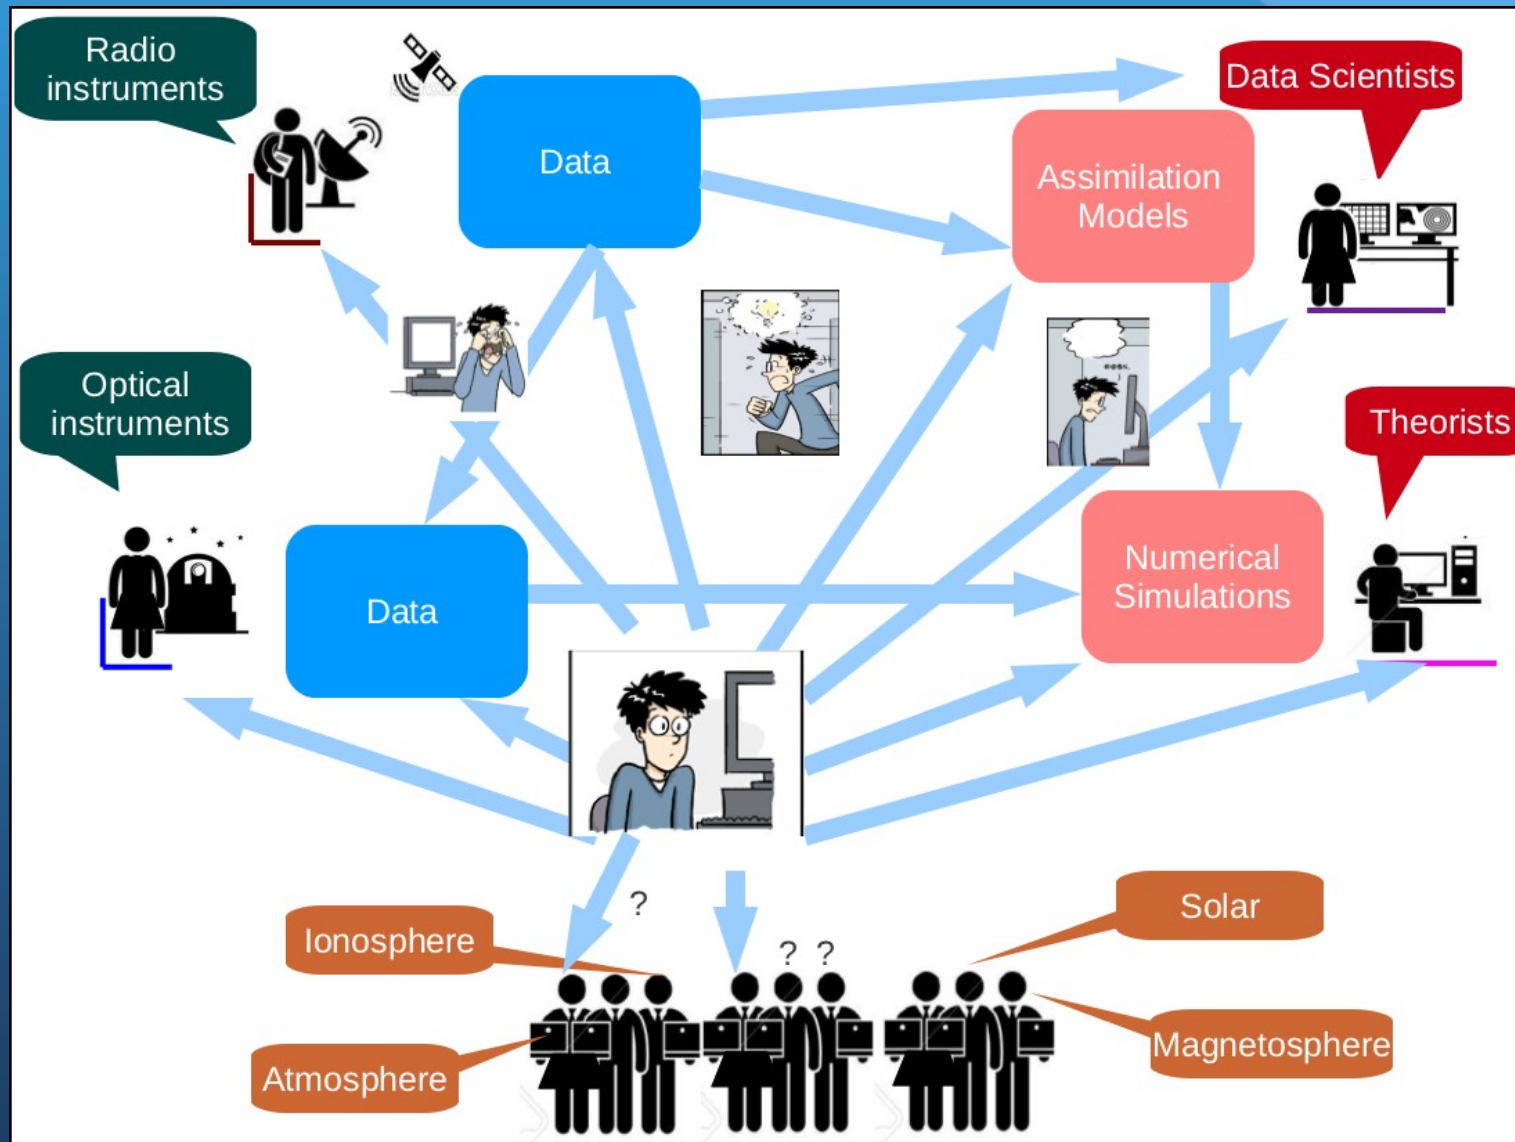 Radio
instruments
Data
Data Scientists
Assimilation
Models
Optical
instruments
Theorists
Data
Numerical
Simulations
?
Ionosphere
? ?
Solar
Atmosphere
Magnetosphere